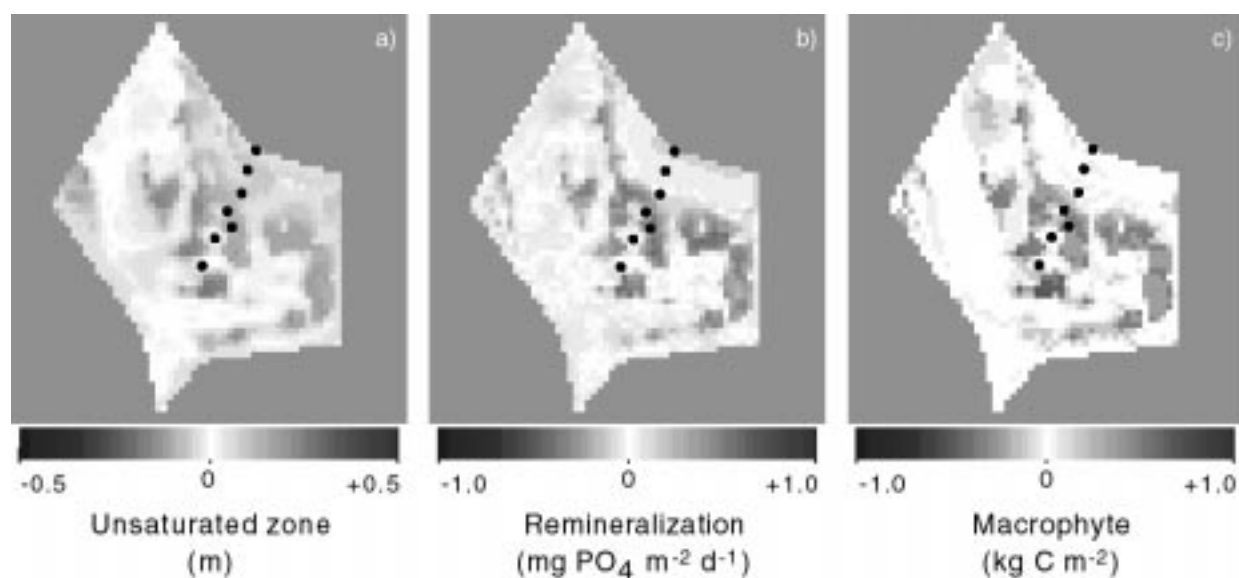 a)
b)
c)
-0.5 0 +0.5
-1.0 0 +1.0
-1.0 0 +1.0
Unsaturated zone
(m)
Remineralization
(mg PO₄ m⁻² d⁻¹)
Macrophyte
(kg C m⁻²)